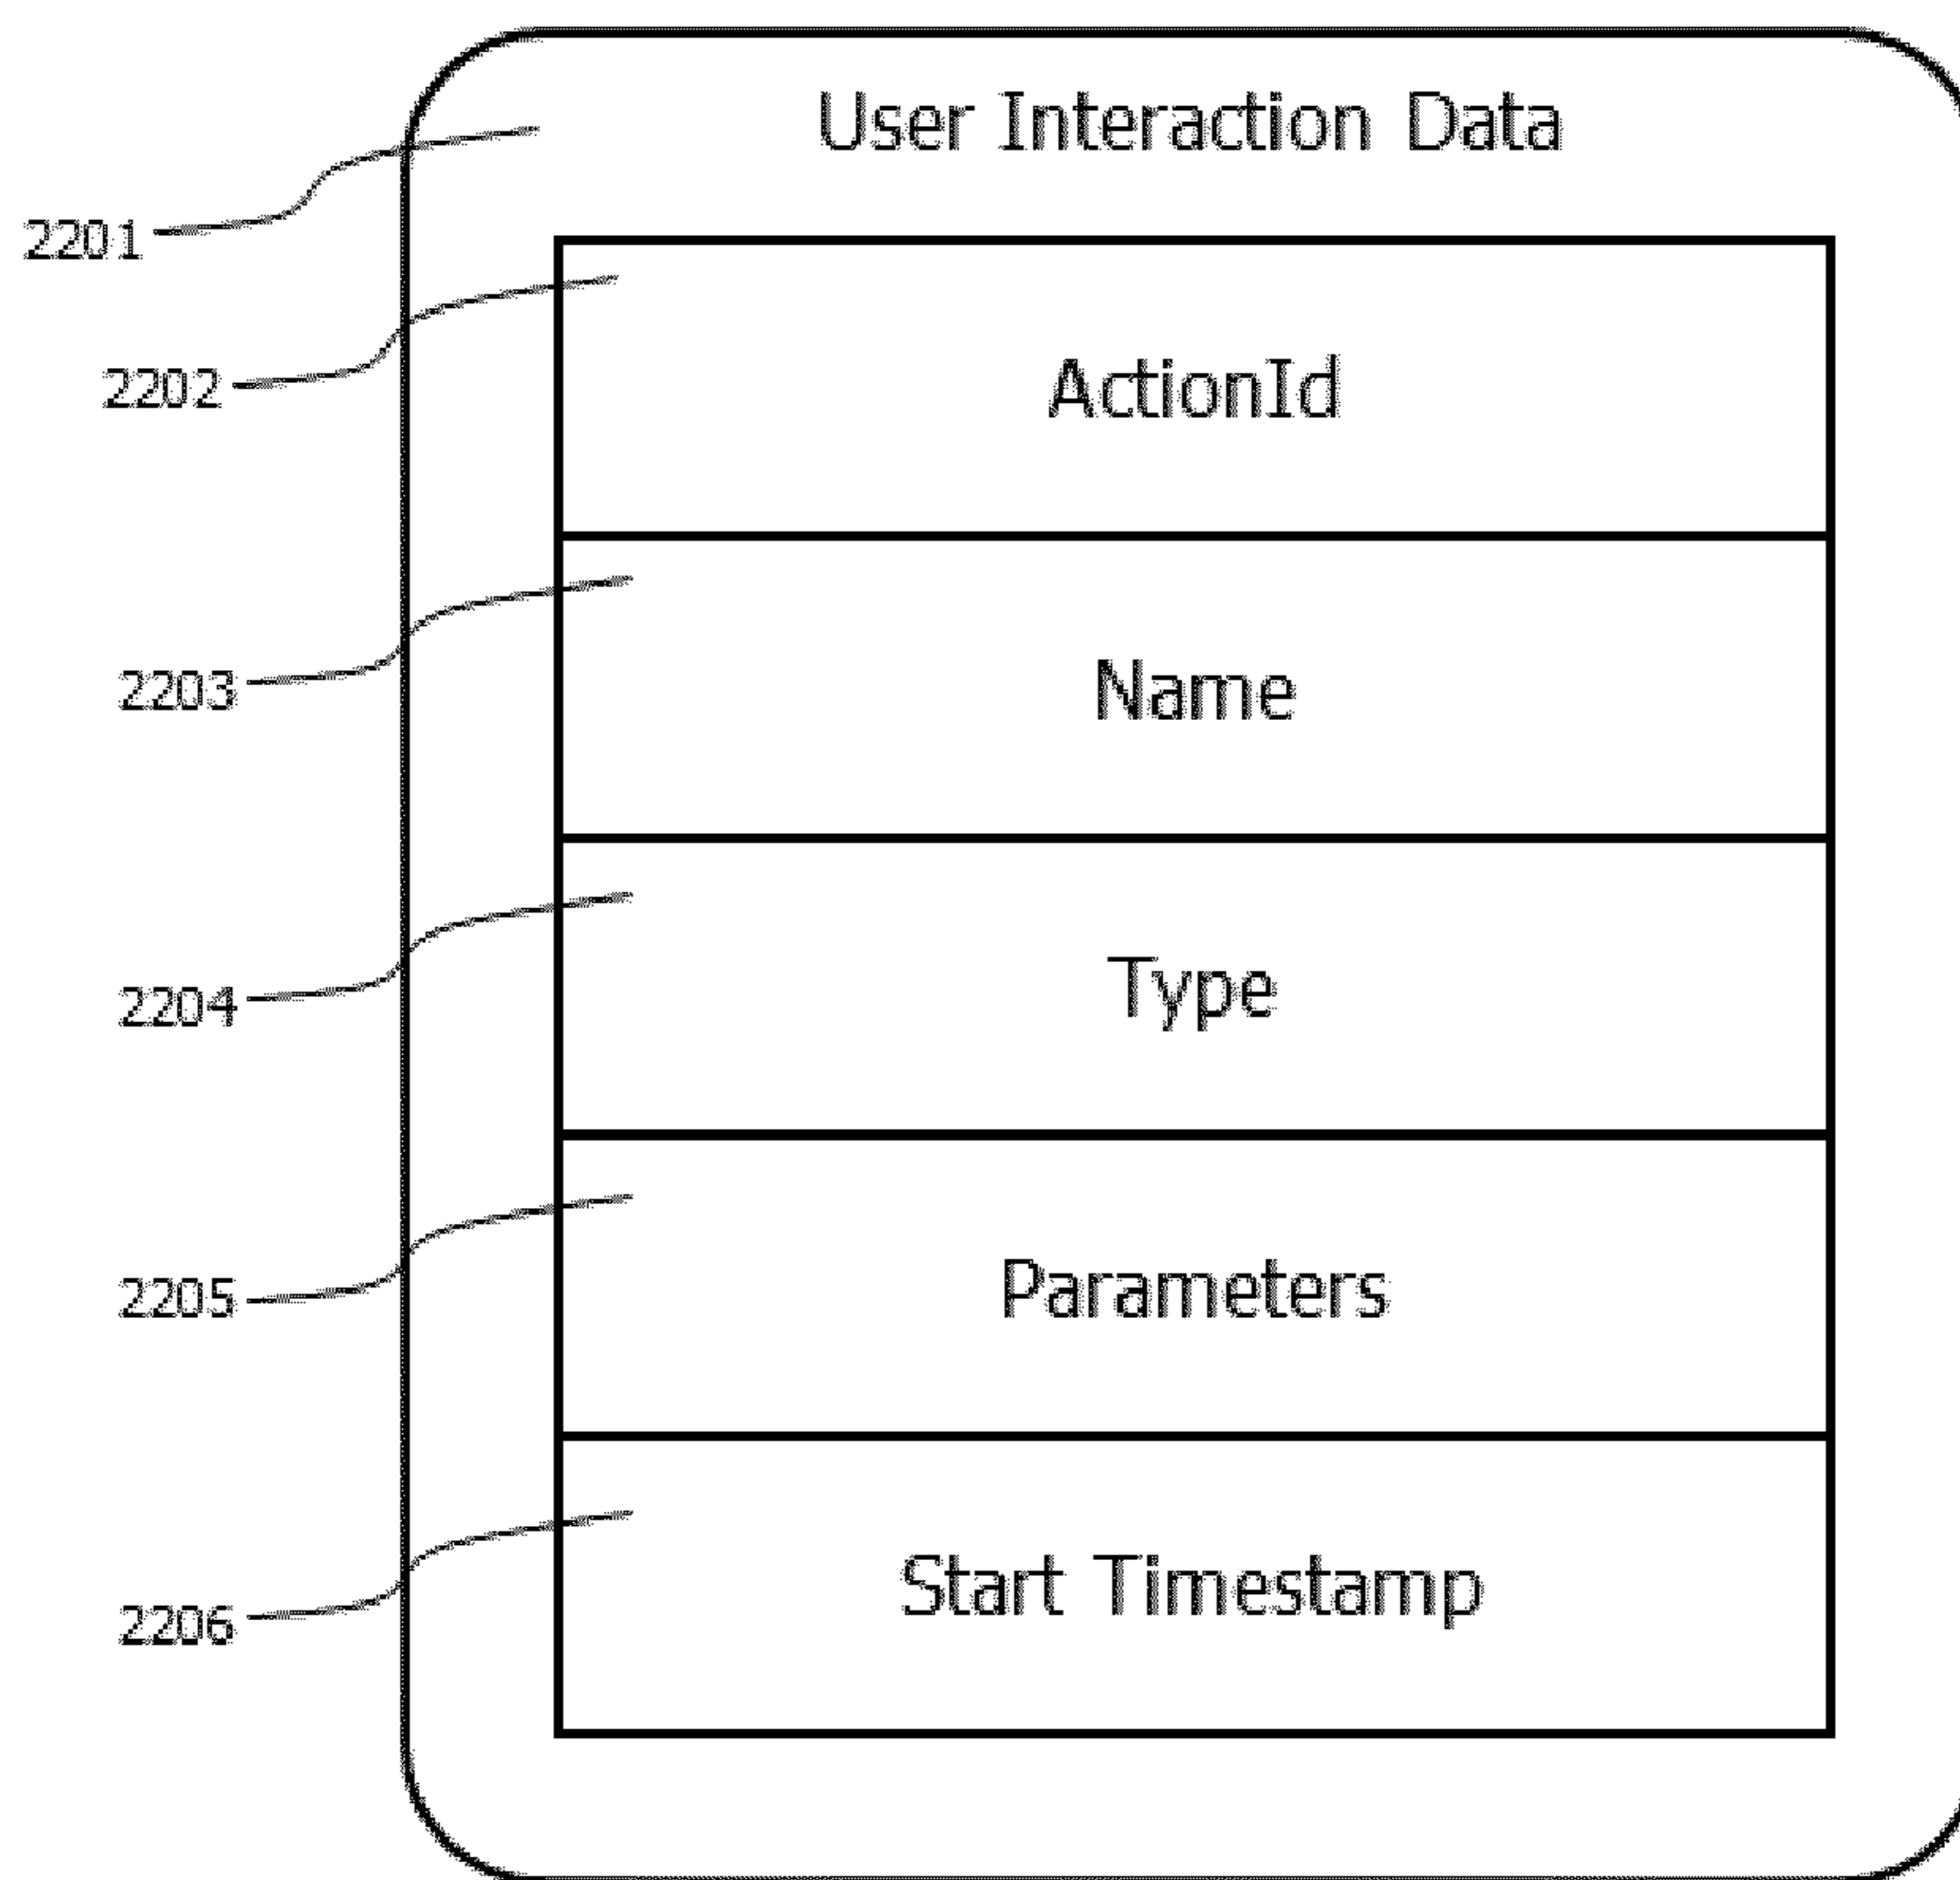 User Interaction Data
2201
2202
ActionId
2203
Name
2204
Type
2205
Parameters
2206
Start Timestamp